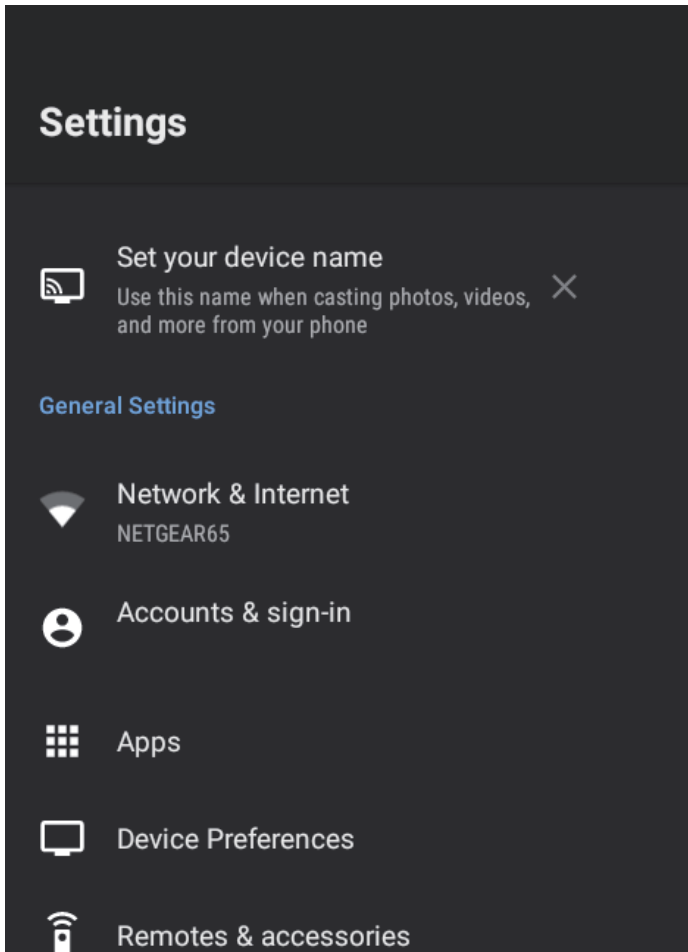 Settings
Set your device name
Use this name when casting photos, videos,
and more from your phone
General Settings
Network & Internet
NETGEAR65
Accounts & sign-in
Apps
Device Preferences
Remotes & accessories